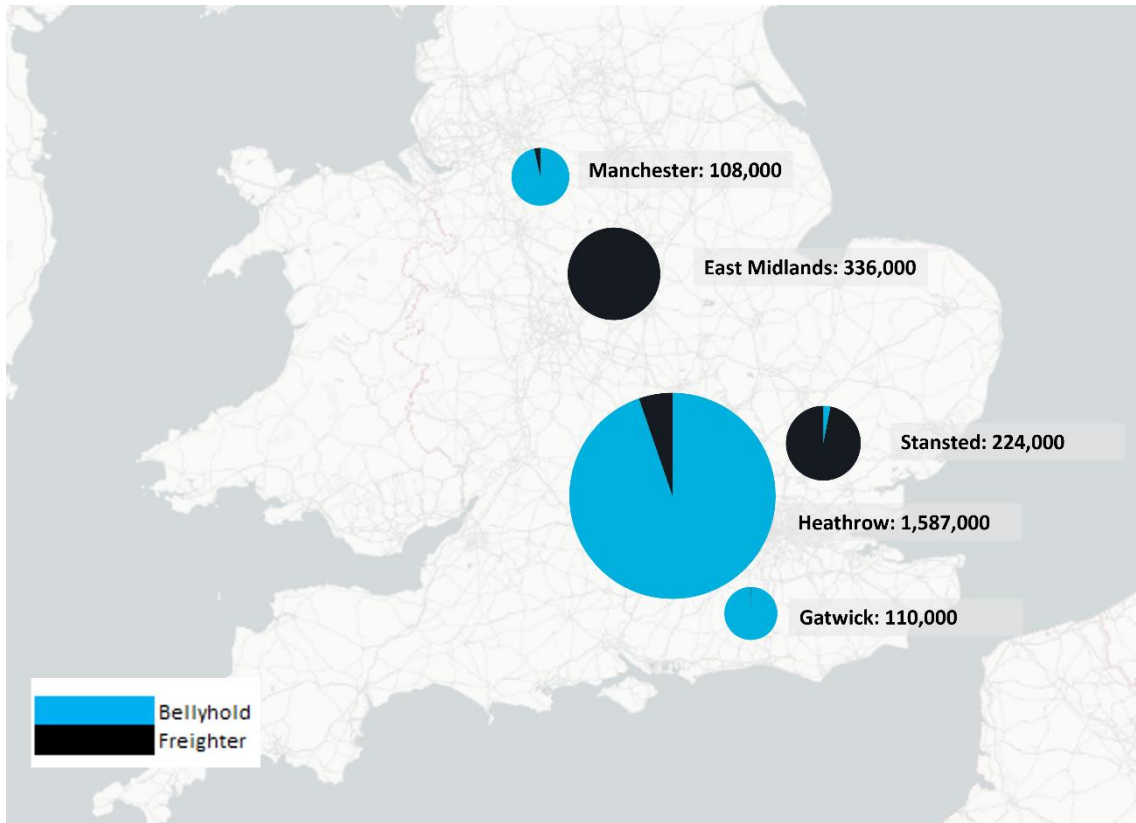 Manchester: 108,000
East Midlands: 336,000
Stansted: 224,000
Heathrow: 1,587,000
Gatwick: 110,000
Bellyhold
Freighter